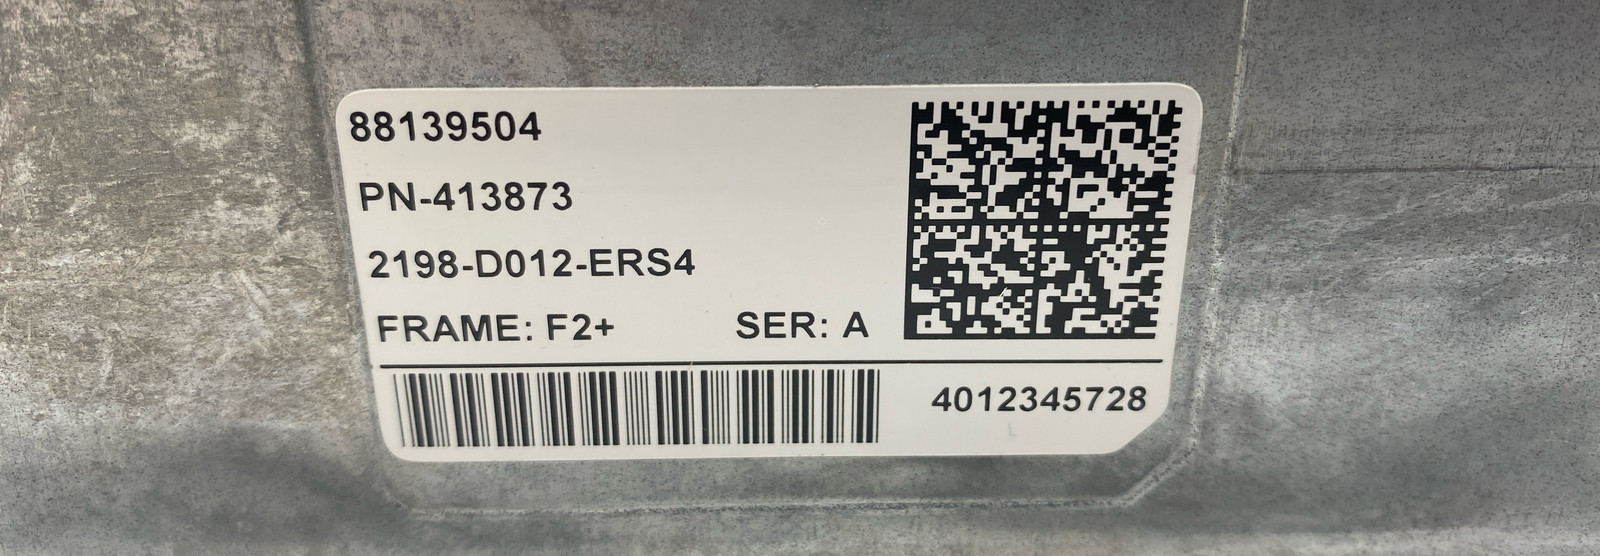 88139504
PN-413873
2198-D012-ERS4
FRAME: F2+ SER: A
4012345728